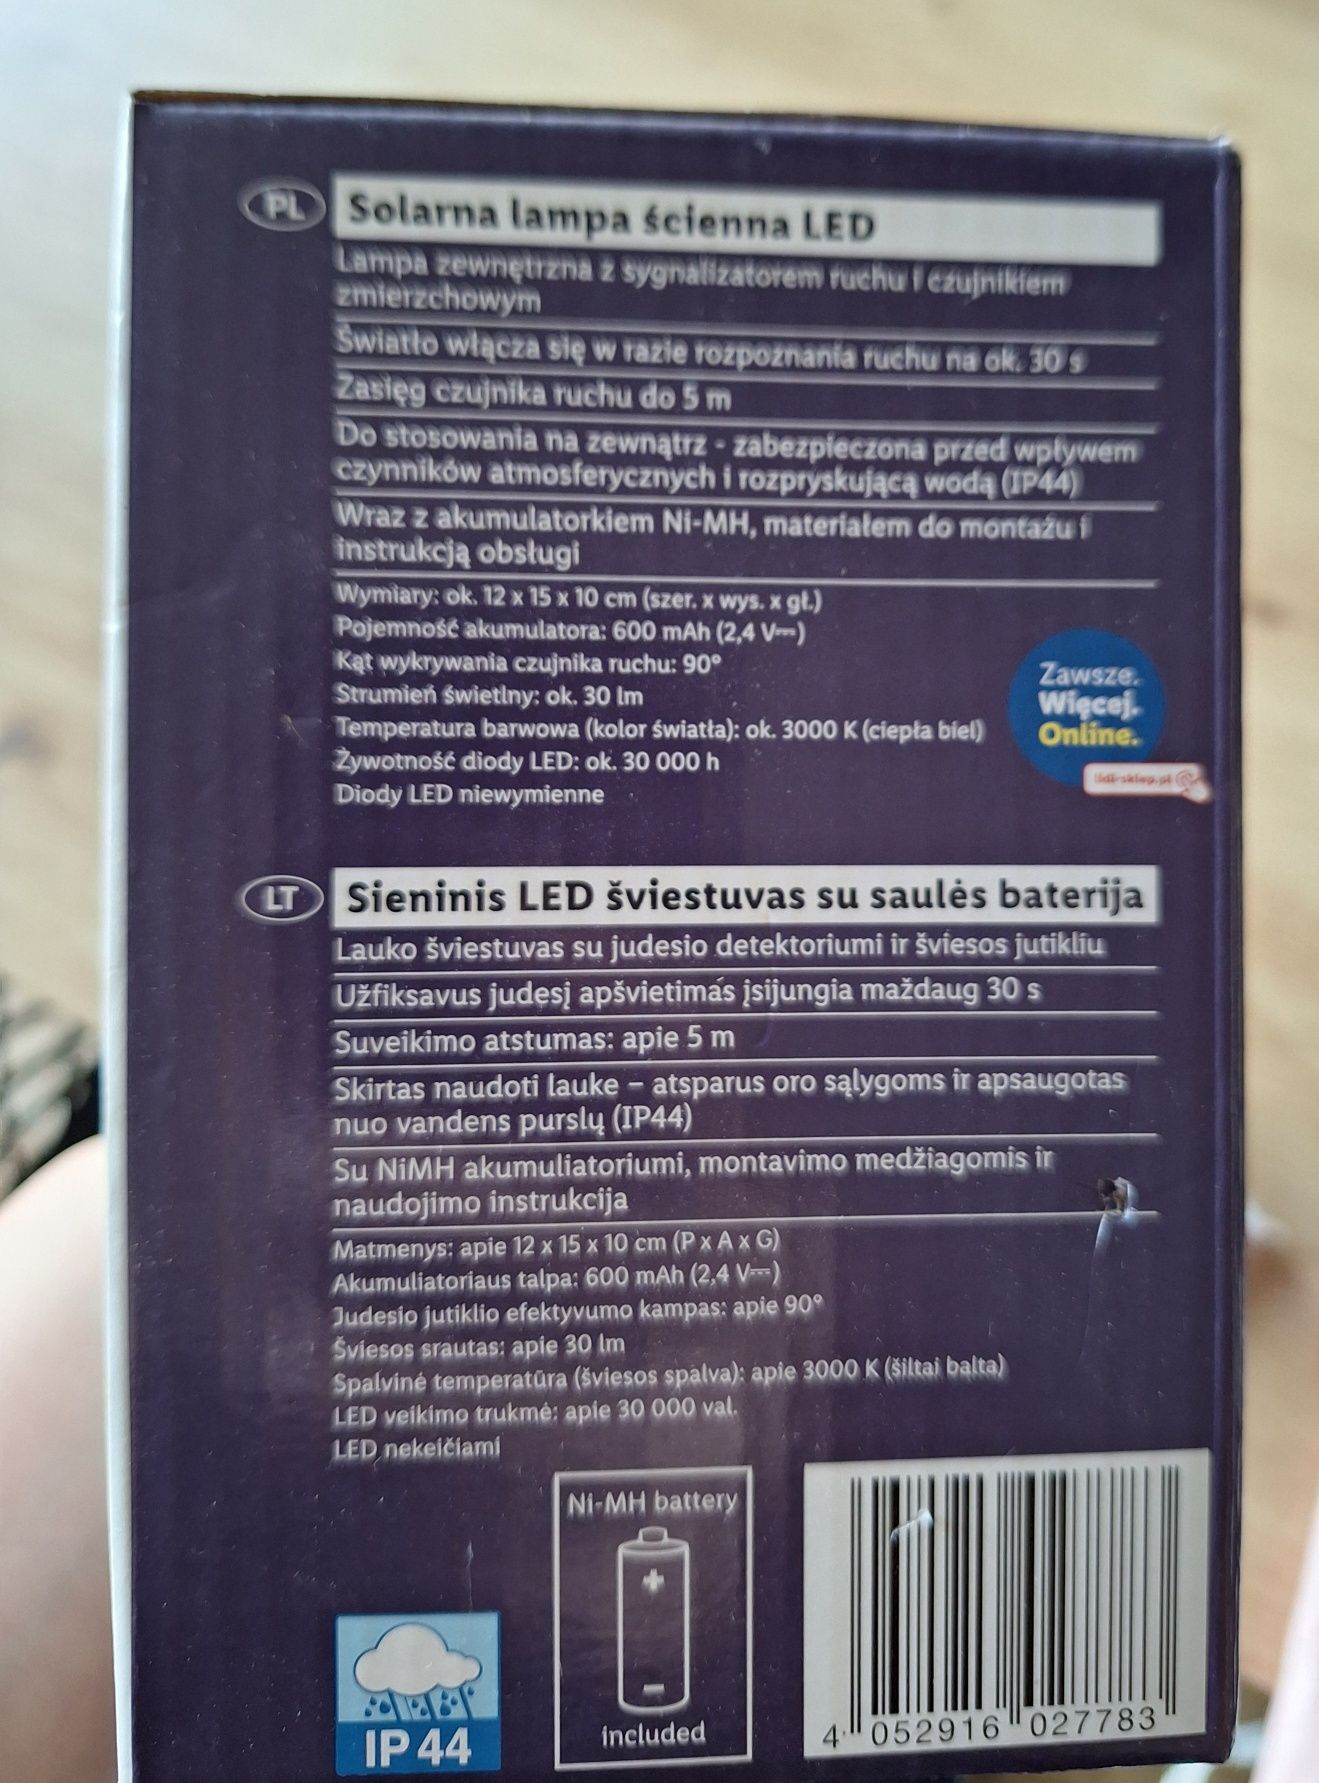 PL Solarna lampa ścienna LED
Lampa zewnętrzna z sygnalizatorem ruchu i czujnikiem
zmierzchowym
Światło włącza się w razie rozpoznania ruchu na ok. 30 s
Zasięg czujnika ruchu do 5 m
Do stosowania na zewnątrz - zabezpieczona przed wpływem
czynników atmosferycznych i rozpryskującą wodą (IP44)
Wraz z akumulatorkiem Ni-MH, materiałem do montażu i
instrukcją obsługi
Wymiary: ok. 12 x 15 x 10 cm (szer. x wys. x gł.)
Pojemność akumulatora: 600 mAh (2,4 V⎓)
Kąt wykrywania czujnika ruchu: 90°
Strumień świetlny: ok. 30 lm
Temperatura barwowa (kolor światła): ok. 3000 K (ciepła biel)
Żywotność diody LED: ok. 30 000 h
Diody LED niewymienne
Zawsze.
Więcej.
Online.
lidl-sklep.pl
LT Sieninis LED šviestuvas su saulės baterija
Lauko šviestuvas su judesio detektoriumi ir šviesos jutikliu
Užfiksavus judesį apšvietimas įsijungia maždaug 30 s
Suveikimo atstumas: apie 5 m
Skirtas naudoti lauke – atsparus oro sąlygoms ir apsaugotas
nuo vandens purslų (IP44)
Su NiMH akumuliatoriumi, montavimo medžiagomis ir
naudojimo instrukcija
Matmenys: apie 12 x 15 x 10 cm (P x A x G)
Akumuliatoriaus talpa: 600 mAh (2,4 V⎓)
Judesio jutiklio efektyvumo kampas: apie 90°
Šviesos srautas: apie 30 lm
Spalvinė temperatūra (šviesos spalva): apie 3000 K (šiltai balta)
LED veikimo trukmė: apie 30 000 val.
LED nekeičiami
Ni-MH battery
included
IP 44
4 052916 027783